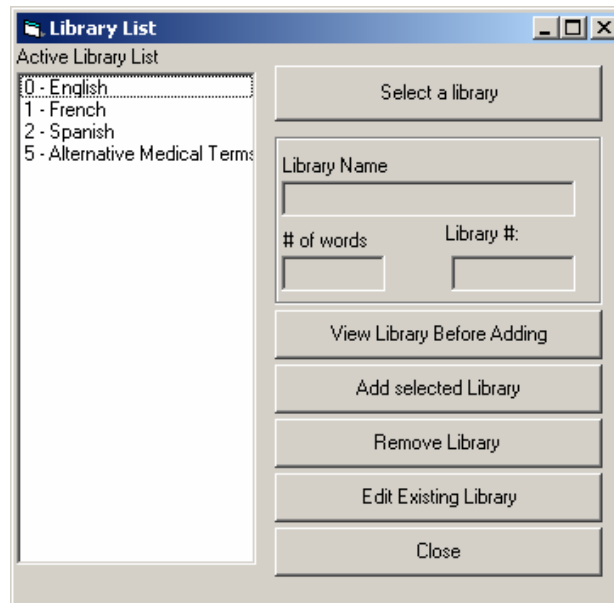 Library List
Active Library List
0 - English
1 - French
2 - Spanish
5 - Alternative Medical Terms
Select a library
Library Name
# of words
Library #:
View Library Before Adding
Add selected Library
Remove Library
Edit Existing Library
Close